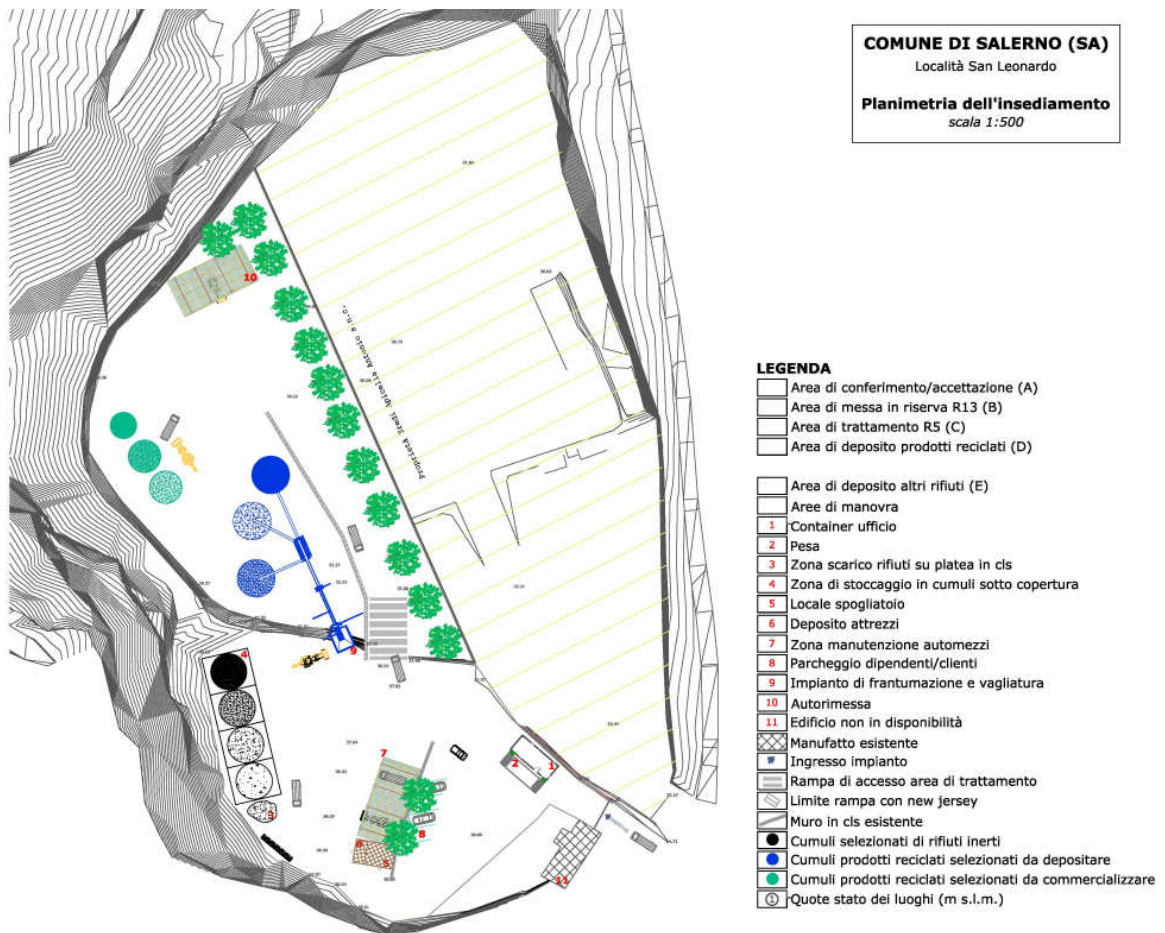 COMUNE DI SALERNO (SA)
Località San Leonardo
Planimetria dell'insediamento
scala 1:500
10
proprietà Eredi Apicella Antonio s.n.c.
9
4
3
7
8
6
5
2
1
11
LEGENDA
Area di conferimento/accettazione (A)
Area di messa in riserva R13 (B)
Area di trattamento R5 (C)
Area di deposito prodotti reciclati (D)
Area di deposito altri rifiuti (E)
Aree di manovra
1 Container ufficio
2 Pesa
3 Zona scarico rifiuti su platea in cls
4 Zona di stoccaggio in cumuli sotto copertura
5 Locale spogliatoio
6 Deposito attrezzi
7 Zona manutenzione automezzi
8 Parcheggio dipendenti/clienti
9 Impianto di frantumazione e vagliatura
10 Autorimessa
11 Edificio non in disponibilità
Manufatto esistente
Ingresso impianto
Rampa di accesso area di trattamento
Limite rampa con new jersey
Muro in cls esistente
Cumuli selezionati di rifiuti inerti
Cumuli prodotti reciclati selezionati da depositare
Cumuli prodotti reciclati selezionati da commercializzare
1 Quote stato dei luoghi (m s.l.m.)